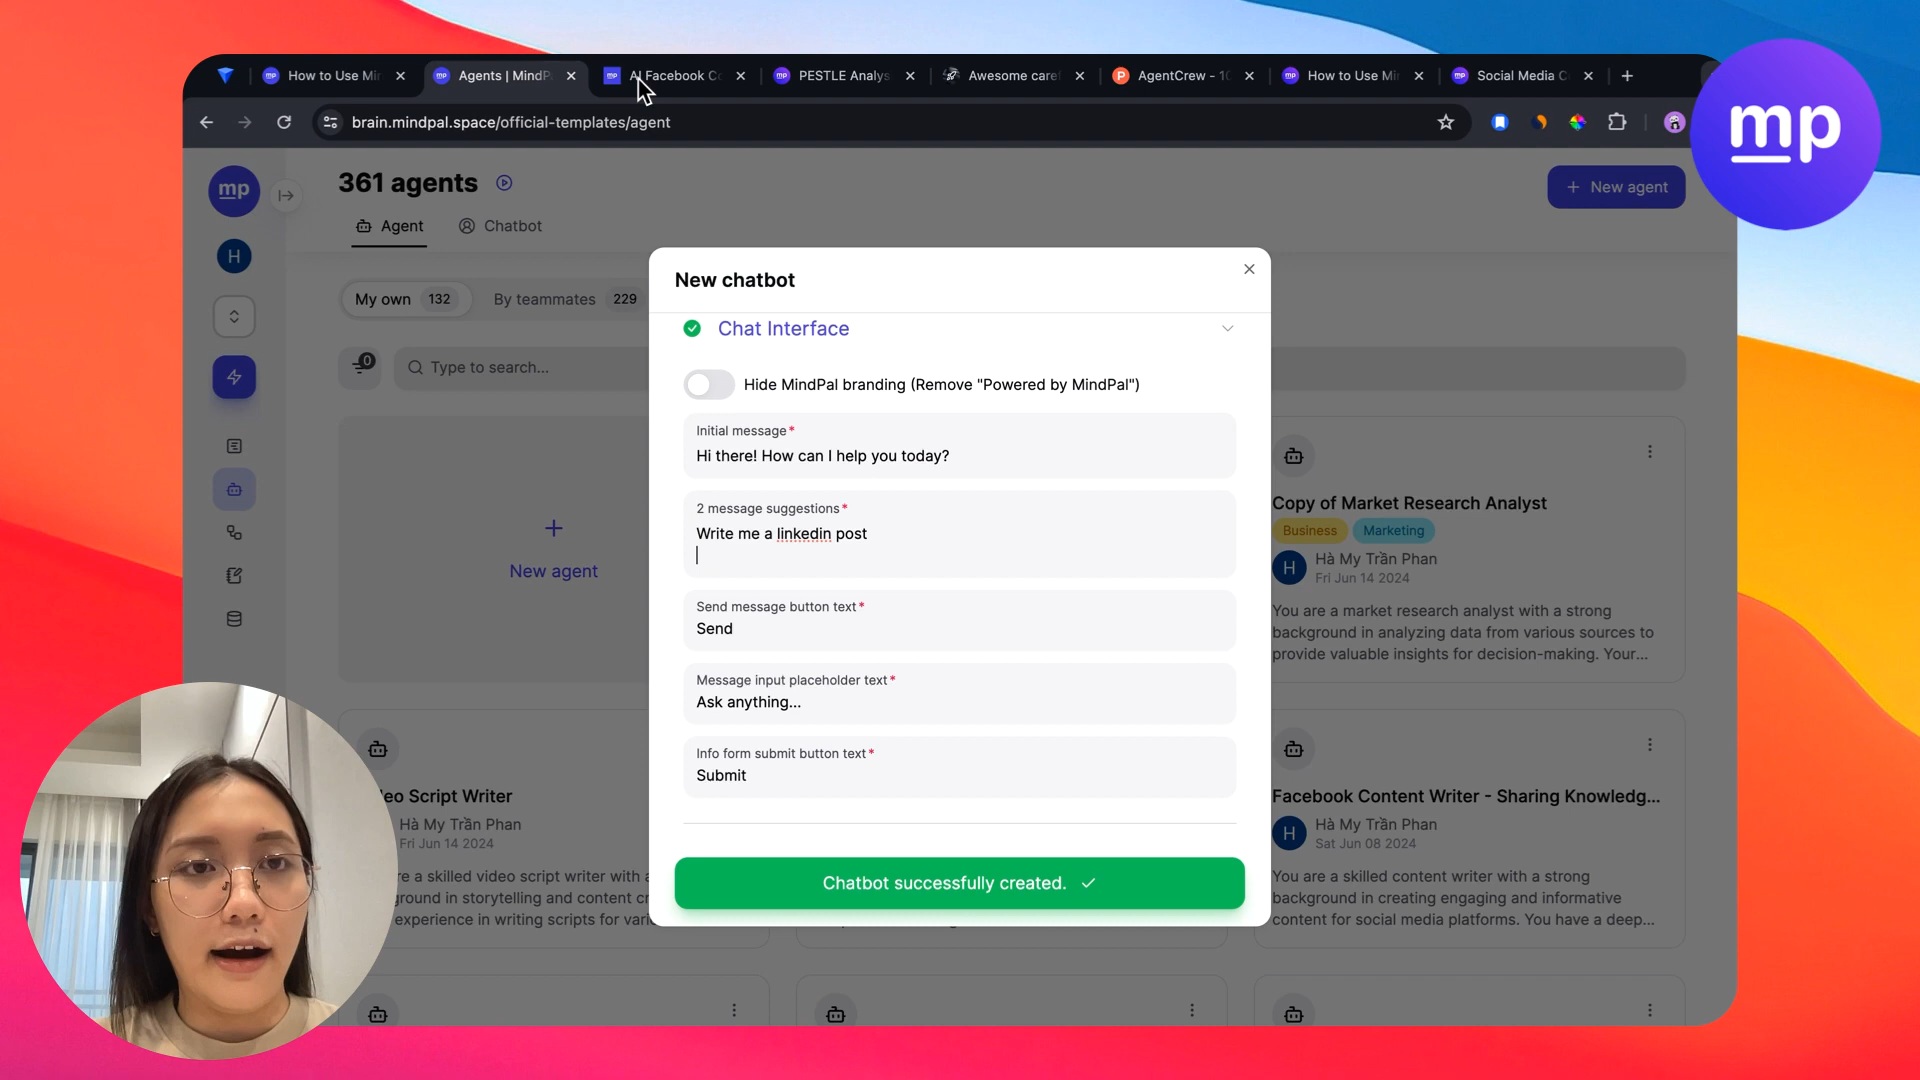 How to Use Mi
Agents | MindP
AI Facebook Co
PESTLE Analys
Awesome caref
AgentCrew - 10
How to Use Mi
Social Media C
brain.mindpal.space/official-templates/agent
mp
mp
361 agents
+ New agent
Agent
Chatbot
H
My own 132
By teammates 229
0
Type to search...
New agent
New chatbot
Chat Interface
Hide MindPal branding (Remove "Powered by MindPal")
Initial message*
Hi there! How can I help you today?
2 message suggestions*
Write me a linkedin post
Send message button text*
Send
Message input placeholder text*
Ask anything...
Info form submit button text*
Submit
Chatbot successfully created.
Copy of Market Research Analyst
Business
Marketing
H
Hà My Trần Phan
Fri Jun 14 2024
You are a market research analyst with a strong
background in analyzing data from various sources to
provide valuable insights for decision-making. Your...
eo Script Writer
Hà My Trần Phan
Fri Jun 14 2024
re a skilled video script writer with a
ground in storytelling and content cr
experience in writing scripts for vari
Facebook Content Writer - Sharing Knowledg...
H
Hà My Trần Phan
Sat Jun 08 2024
You are a skilled content writer with a strong
background in creating engaging and informative
content for social media platforms. You have a deep...